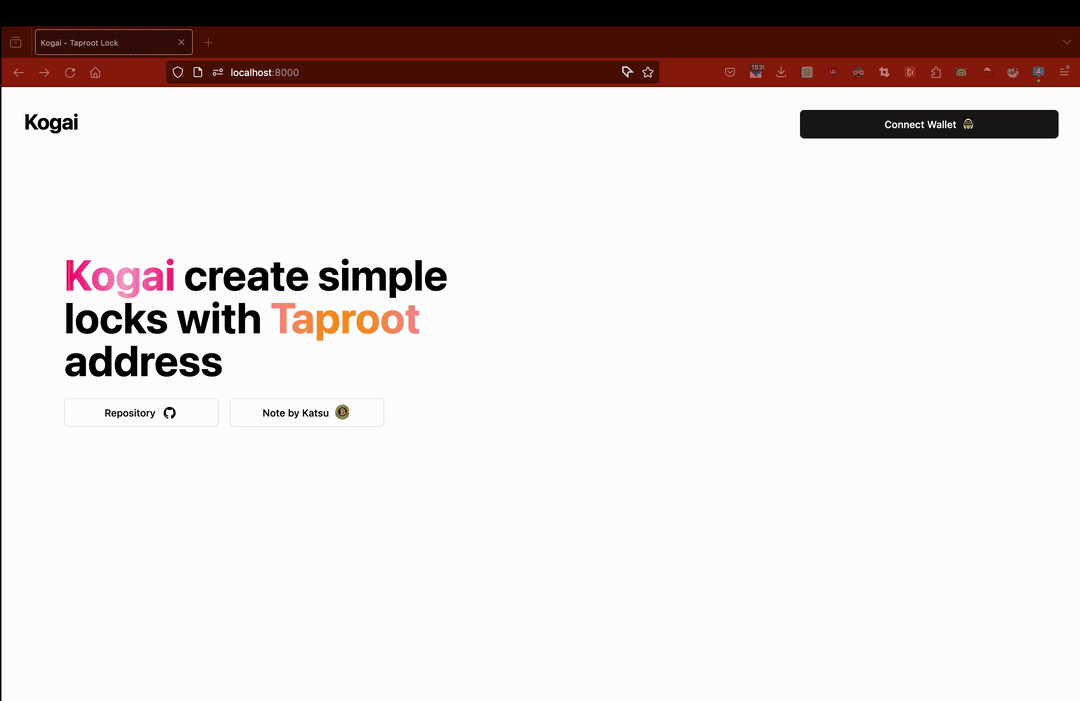 Kogai - Taproot Lock
localhost:8000
Kogai
Connect Wallet
Kogai create simple
locks with Taproot
address
Repository
Note by Katsu